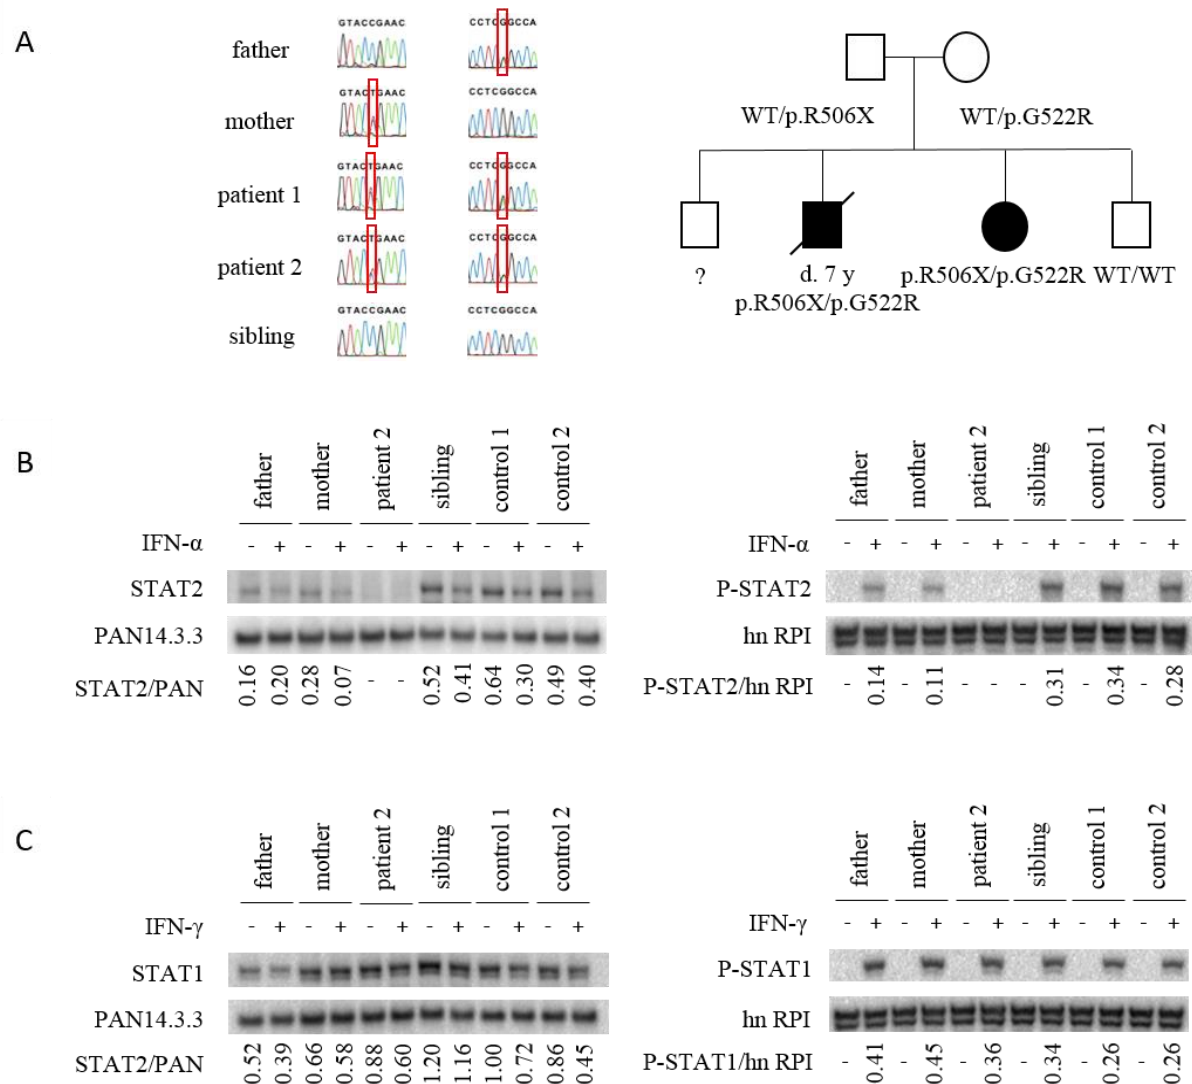 A
father
GTACCGAAC
CCTCGGCCA
mother
GTACTGAAC
CCTCGGCCA
patient 1
GTACTGAAC
CCTCGGCCA
patient 2
GTACTGAAC
CCTCGGCCA
sibling
GTACCGAAC
CCTCGGCCA
WT/p.R506X
WT/p.G522R
?
d. 7 y
p.R506X/p.G522R
p.R506X/p.G522R
WT/WT
B
father mother patient 2 sibling control 1 control 2
IFN-α - + - + - + - + - + - +
STAT2
PAN14.3.3
STAT2/PAN 0.16 0.20 0.28 0.07 - - 0.52 0.41 0.64 0.30 0.49 0.40
father mother patient 2 sibling control 1 control 2
IFN-α - + - + - + - + - + - +
P-STAT2
hn RPI
P-STAT2/hn RPI - 0.14 - 0.11 - - - 0.31 - 0.34 - 0.28
C
father mother patient 2 sibling control 1 control 2
IFN-γ - + - + - + - + - + - +
STAT1
PAN14.3.3
STAT2/PAN 0.52 0.39 0.66 0.58 0.88 0.60 1.20 1.16 1.00 0.72 0.86 0.45
father mother patient 2 sibling control 1 control 2
IFN-γ - + - + - + - + - + - +
P-STAT1
hn RPI
P-STAT1/hn RPI - 0.41 - 0.45 - 0.36 - 0.34 - 0.26 - 0.26